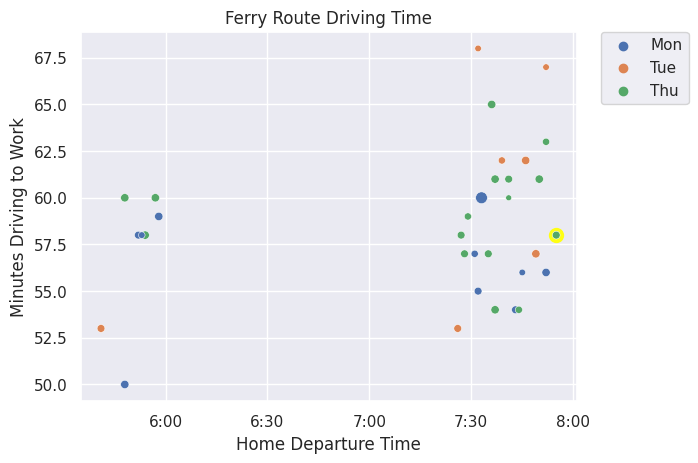 Ferry Route Driving Time
Mon
Tue
Thu
Minutes Driving to Work
67.5
65.0
62.5
60.0
57.5
55.0
52.5
50.0
6:00 6:30 7:00 7:30 8:00
Home Departure Time